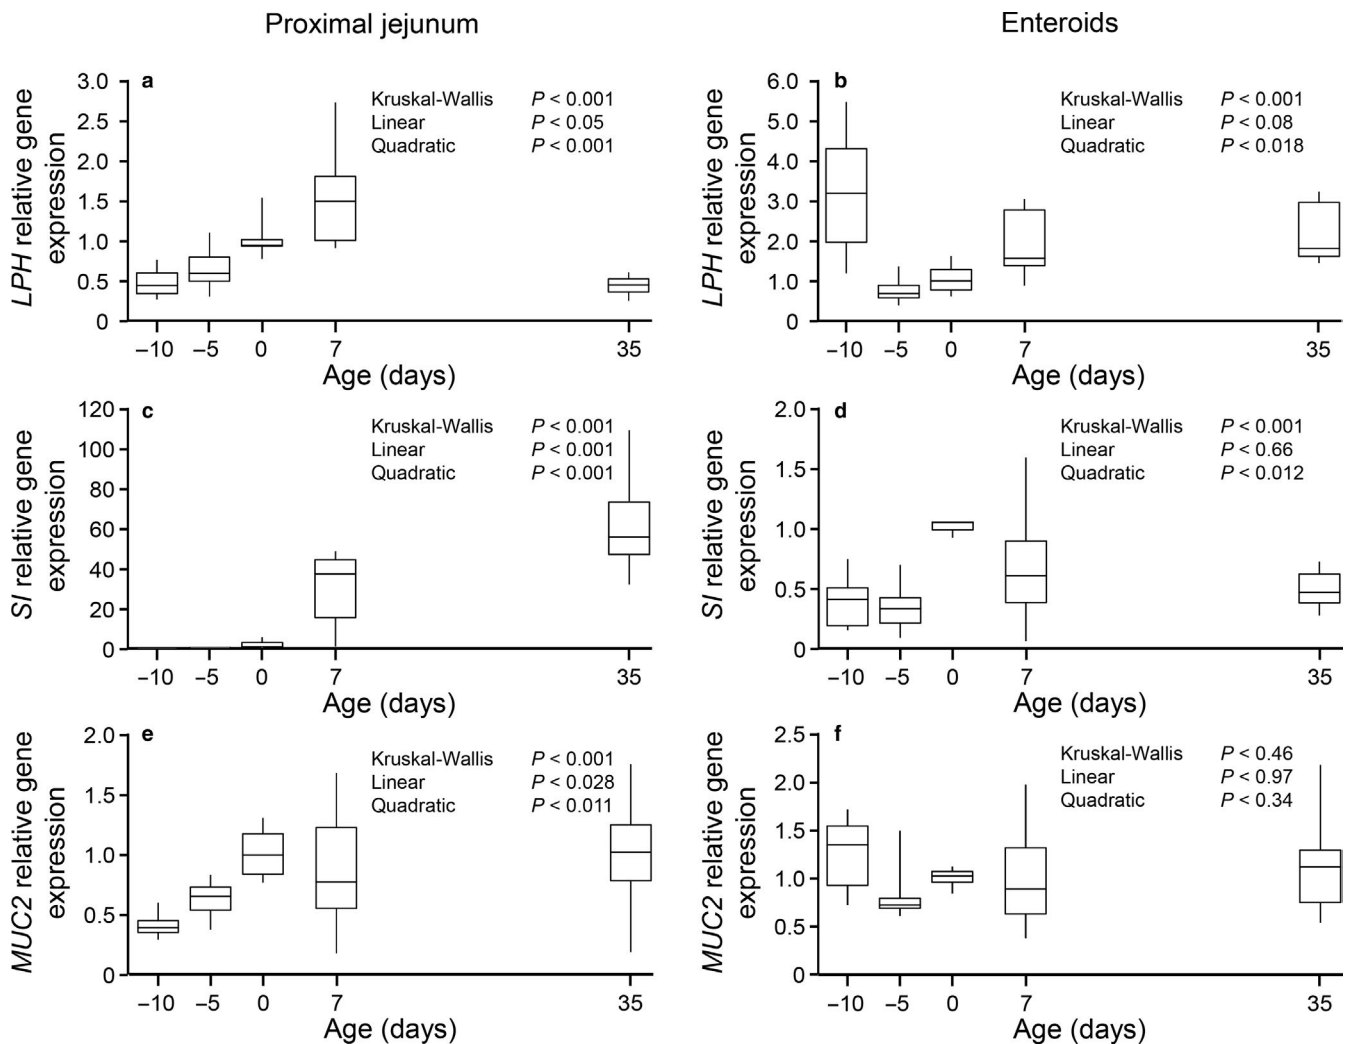 Proximal jejunum
Enteroids
a
LPH relative gene
expression
3.0
2.5
2.0
1.5
1.0
0.5
0
Kruskal-Wallis P < 0.001
Linear P < 0.05
Quadratic P < 0.001
−10 −5 0 7 35
Age (days)
b
LPH relative gene
expression
6.0
5.0
4.0
3.0
2.0
1.0
0
Kruskal-Wallis P < 0.001
Linear P < 0.08
Quadratic P < 0.018
−10 −5 0 7 35
Age (days)
c
SI relative gene
expression
120
100
80
60
40
20
0
Kruskal-Wallis P < 0.001
Linear P < 0.001
Quadratic P < 0.001
−10 −5 0 7 35
Age (days)
d
SI relative gene
expression
2.0
1.5
1.0
0.5
0
Kruskal-Wallis P < 0.001
Linear P < 0.66
Quadratic P < 0.012
−10 −5 0 7 35
Age (days)
e
MUC2 relative gene
expression
2.0
1.5
1.0
0.5
0
Kruskal-Wallis P < 0.001
Linear P < 0.028
Quadratic P < 0.011
−10 −5 0 7 35
Age (days)
f
MUC2 relative gene
expression
2.5
2.0
1.5
1.0
0.5
0
Kruskal-Wallis P < 0.46
Linear P < 0.97
Quadratic P < 0.34
−10 −5 0 7 35
Age (days)